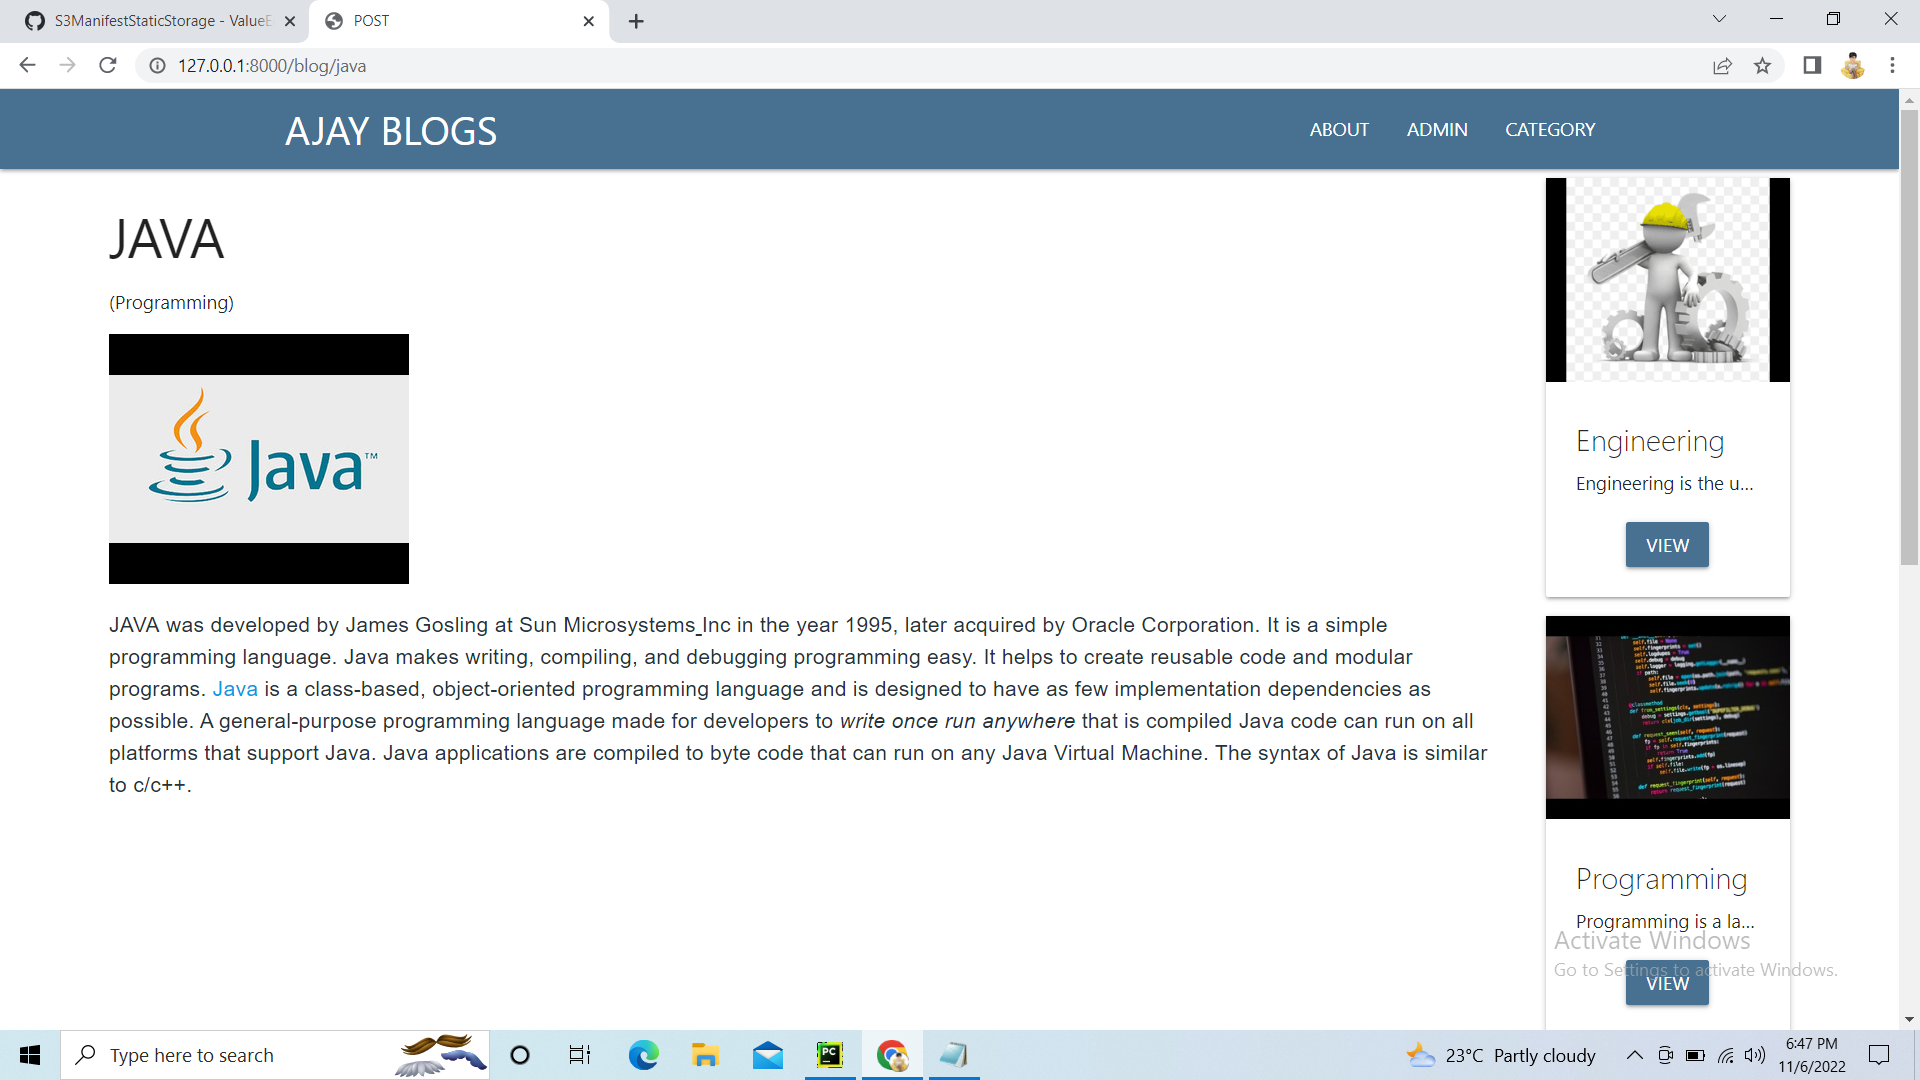 S3ManifestStaticStorage - ValueE
POST
127.0.0.1:8000/blog/java
AJAY BLOGS
ABOUT
ADMIN
CATEGORY
JAVA
(Programming)
Java™
JAVA was developed by James Gosling at Sun Microsystems Inc in the year 1995, later acquired by Oracle Corporation. It is a simple
programming language. Java makes writing, compiling, and debugging programming easy. It helps to create reusable code and modular
programs. Java is a class-based, object-oriented programming language and is designed to have as few implementation dependencies as
possible. A general-purpose programming language made for developers to write once run anywhere that is compiled Java code can run on all
platforms that support Java. Java applications are compiled to byte code that can run on any Java Virtual Machine. The syntax of Java is similar
to c/c++.
Engineering
Engineering is the u...
VIEW
Programming
Programming is a la...
VIEW
Activate Windows
Go to Settings to activate Windows.
Type here to search
PC
23°C Partly cloudy
6:47 PM
11/6/2022